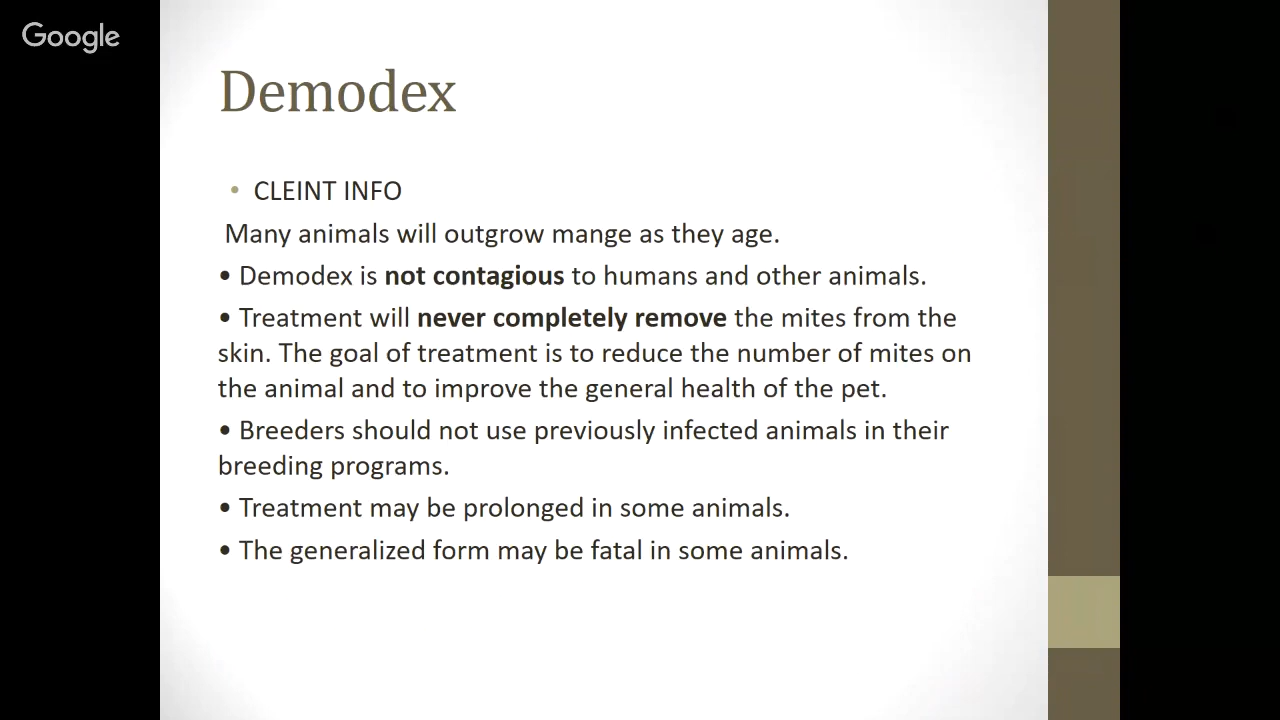 Google
Demodex
• CLEINT INFO
Many animals will outgrow mange as they age.
• Demodex is not contagious to humans and other animals.
• Treatment will never completely remove the mites from the
skin. The goal of treatment is to reduce the number of mites on
the animal and to improve the general health of the pet.
• Breeders should not use previously infected animals in their
breeding programs.
• Treatment may be prolonged in some animals.
• The generalized form may be fatal in some animals.